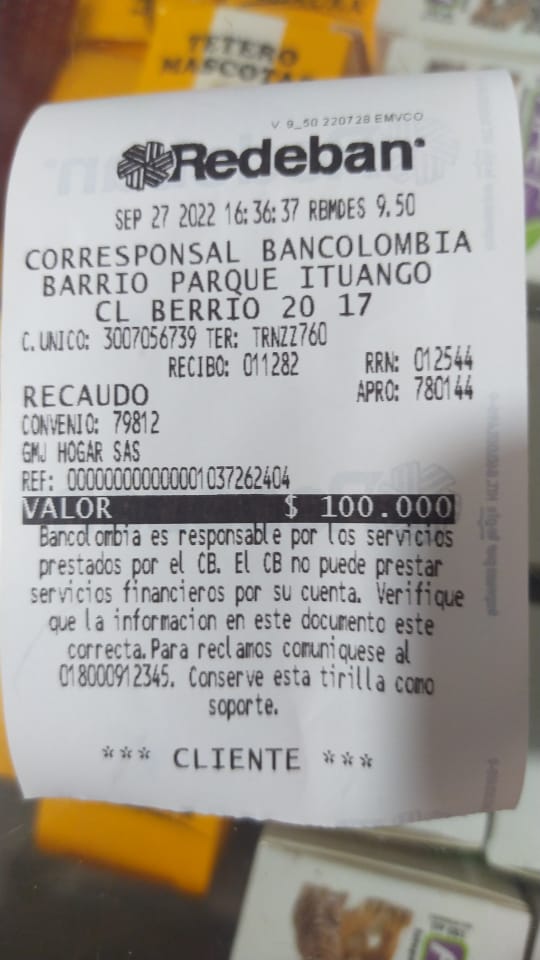 TETERO
MASCOTA
V 9_50 220728 EMVCO
Redeban
SEP 27 2022 16:36:37 RBMDES 9.50
CORRESPONSAL BANCOLOMBIA
BARRIO PARQUE ITUANGO
CL BERRIO 20 17
C.UNICO: 3007056739 TER: TRNZZ760
RECIBO: 011282 RRN: 012544
RECAUDO APRO: 780144
CONVENIO: 79812
GMJ HOGAR SAS
REF: 000000000000001037262404
VALOR $ 100.000
Bancolombia es responsable por los servicios
prestados por el CB. El CB no puede prestar
servicios financieros por su cuenta. Verifique
que la informacion en este documento este
correcta.Para reclamos comuniquese al
018000912345. Conserve esta tirilla como
soporte.
*** CLIENTE ***